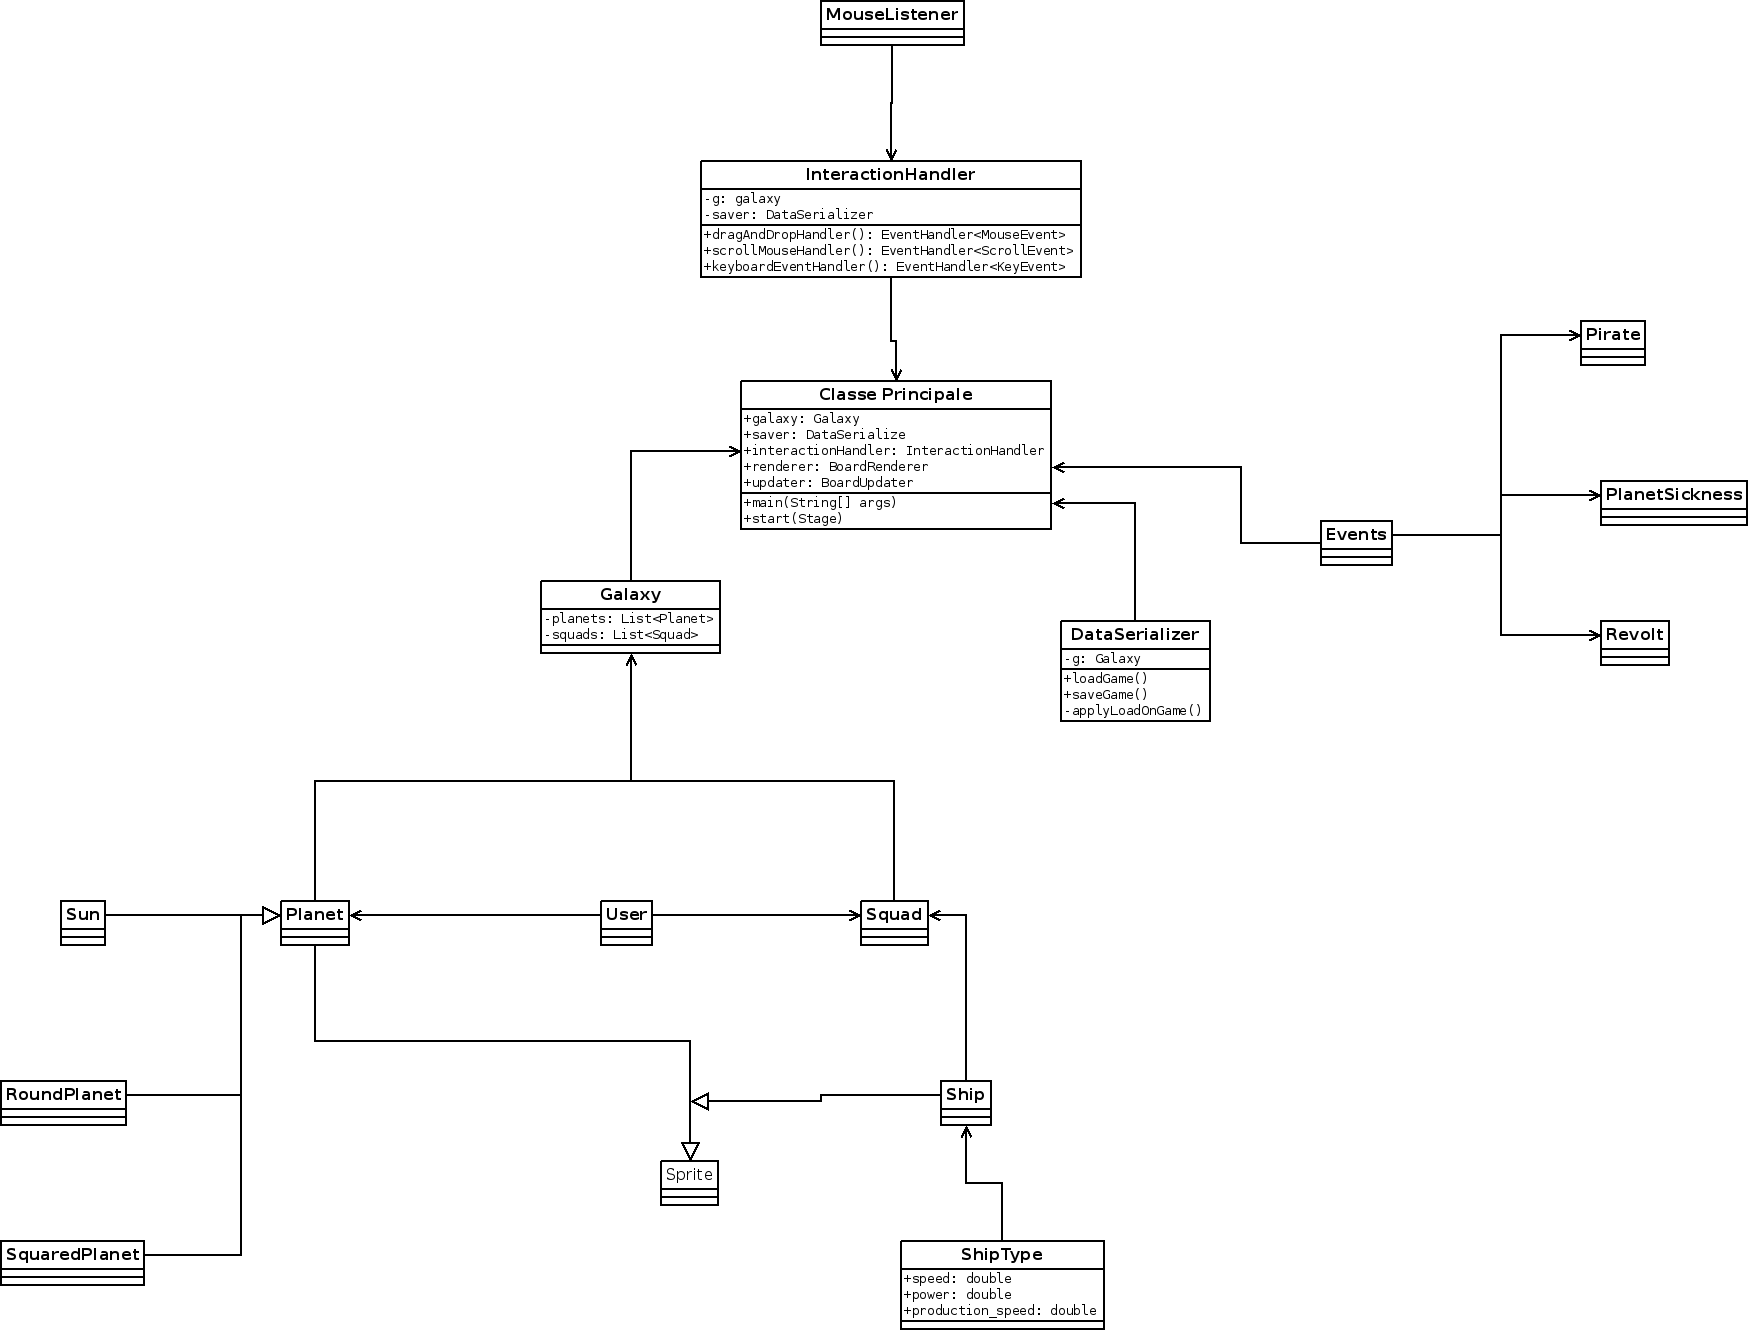 MouseListener
InteractionHandler
-g: galaxy
-saver: DataSerializer
+dragAndDropHandler(): EventHandler<MouseEvent>
+scrollMouseHandler(): EventHandler<ScrollEvent>
+keyboardEventHandler(): EventHandler<KeyEvent>
Pirate
Classe Principale
+galaxy: Galaxy
+saver: DataSerialize
+interactionHandler: InteractionHandler
+renderer: BoardRenderer
+updater: BoardUpdater
+main(String[] args)
+start(Stage)
PlanetSickness
Events
Galaxy
-planets: List<Planet>
-squads: List<Squad>
DataSerializer
-g: Galaxy
+loadGame()
+saveGame()
-applyLoadOnGame()
Revolt
Sun
Planet
User
Squad
RoundPlanet
Ship
Sprite
SquaredPlanet
ShipType
+speed: double
+power: double
+production_speed: double